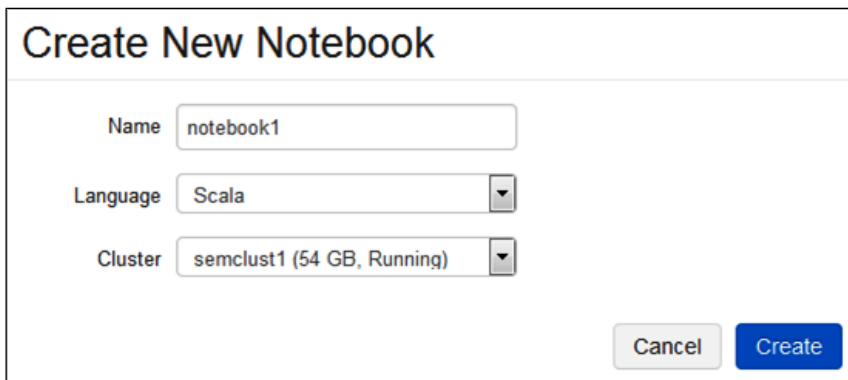 Create New Notebook
Name notebook1
Language Scala
Cluster semclust1 (54 GB, Running)
Cancel Create